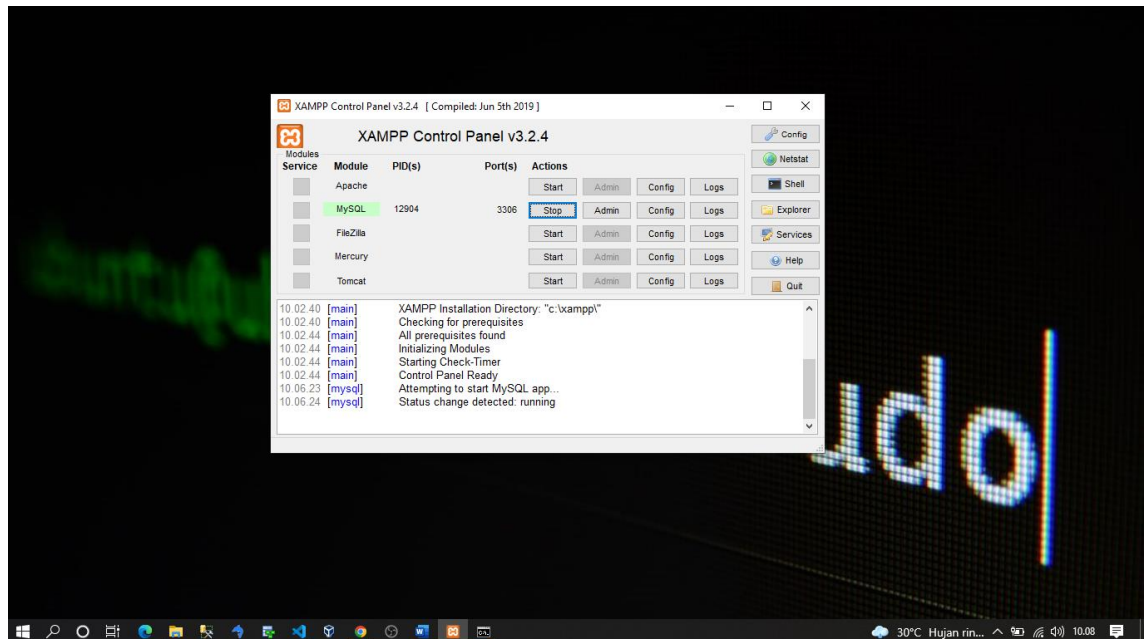 XAMPP Control Panel v3.2.4 [ Compiled: Jun 5th 2019 ]
XAMPP Control Panel v3.2.4
Config
Modules
Service Module PID(s) Port(s) Actions
Netstat
Apache Start Admin Config Logs
Shell
MySQL 12904 3306 Stop Admin Config Logs
Explorer
FileZilla Start Admin Config Logs
Services
Mercury Start Admin Config Logs
Help
Tomcat Start Admin Config Logs
Quit
10.02.40 [main] XAMPP Installation Directory: "c:\xampp\"
10.02.40 [main] Checking for prerequisites
10.02.44 [main] All prerequisites found
10.02.44 [main] Initializing Modules
10.02.44 [main] Starting Check-Timer
10.02.44 [main] Control Panel Ready
10.06.23 [mysql] Attempting to start MySQL app...
10.06.24 [mysql] Status change detected: running
30°C Hujan rin... 10.08